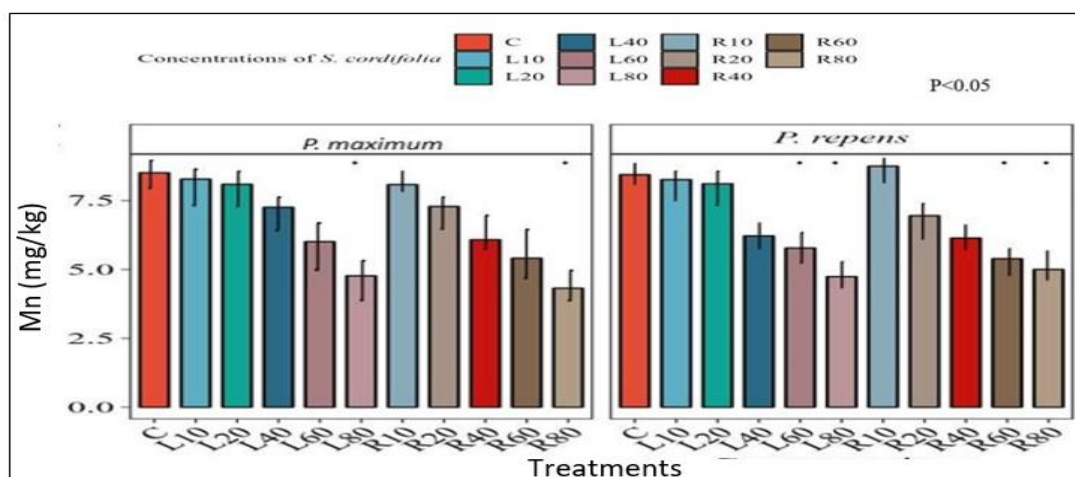 Concentrations of S. cordifolia
C L40 R10 R60
L10 L60 R20 R80
L20 L80 R40
P<0.05
P. maximum P. repens
Mn (mg/kg)
7.5
5.0
2.5
0.0
C L10 L20 L40 L60 L80 R10 R20 R40 R60 R80 C L10 L20 L40 L60 L80 R10 R20 R40 R60 R80
Treatments